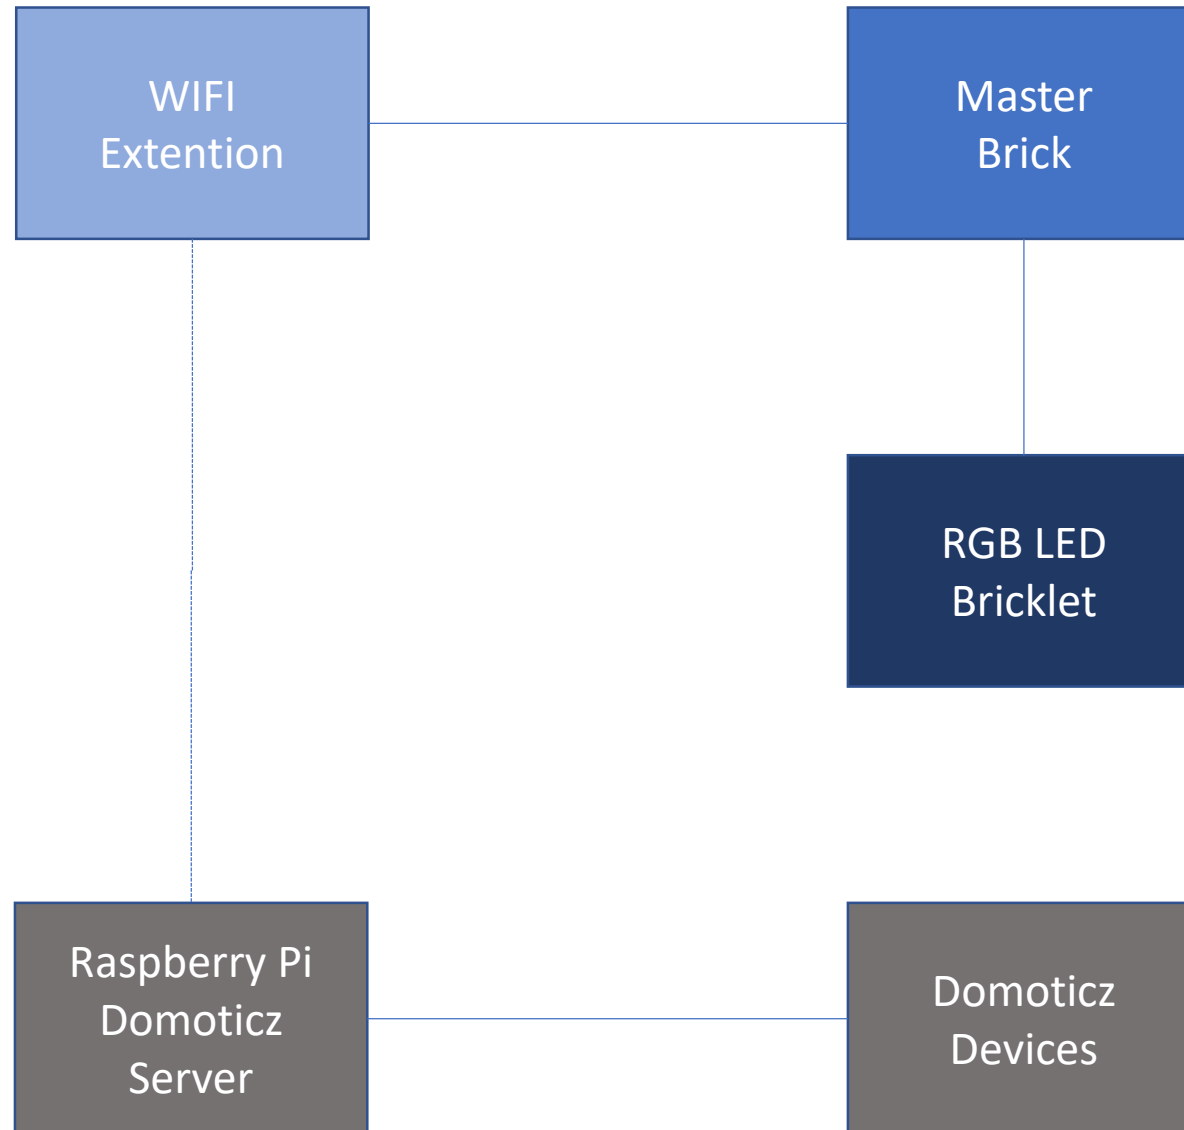 WIFI
Extention
Master
Brick
RGB LED
Bricklet
Raspberry Pi
Domoticz
Server
Domoticz
Devices